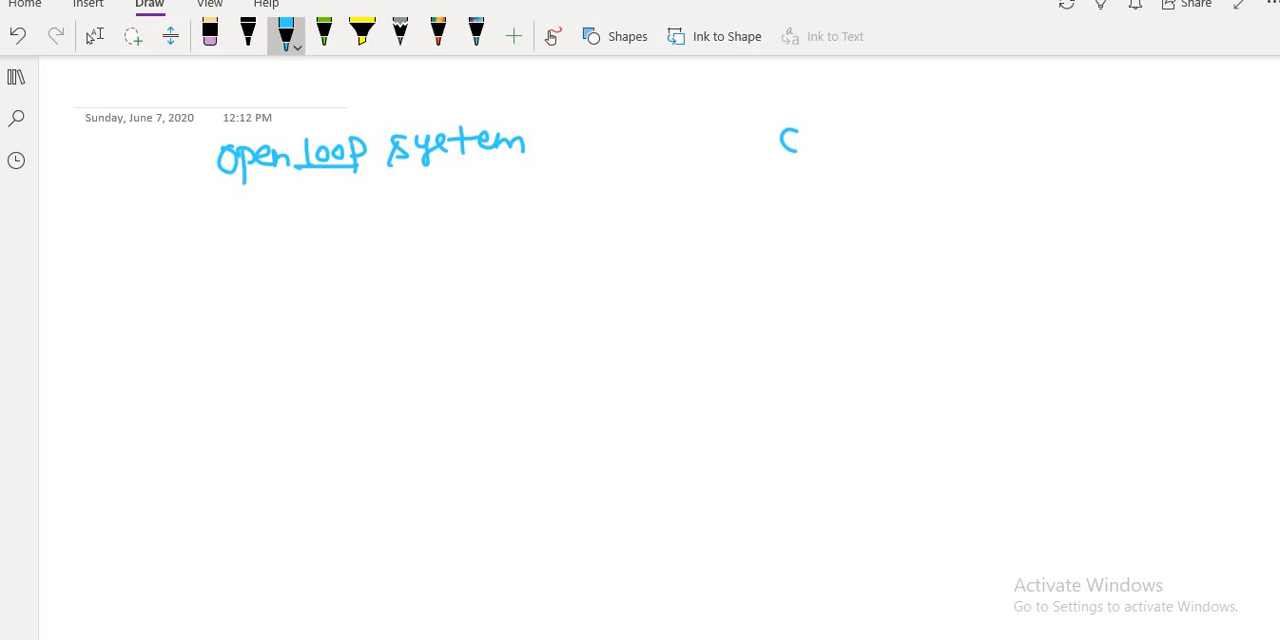 Home Insert Draw View Help
Share
Shapes Ink to Shape Ink to Text
Sunday, June 7, 2020 12:12 PM
open loop system C
Activate Windows
Go to Settings to activate Windows.